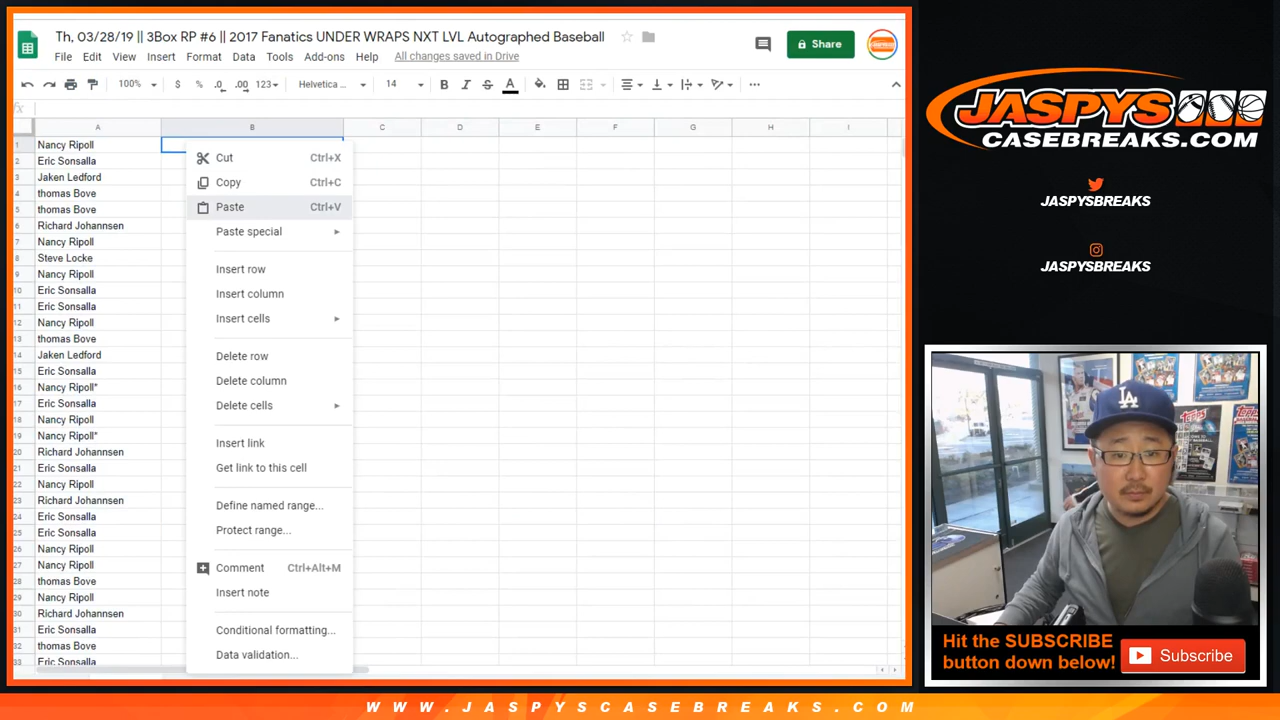 Th, 03/28/19 || 3Box RP #6 || 2017 Fanatics UNDER WRAPS NXT LVL Autographed Baseball
Share
File Edit View Insert Format Data Tools Add-ons Help All changes saved in Drive
100% $ % .0 .00 123 Helvetica ... 14 B I S A
fx
A B C D E F G H I
1 Nancy Ripoll
2 Eric Sonsalla
3 Jaken Ledford
4 thomas Bove
5 thomas Bove
6 Richard Johannsen
7 Nancy Ripoll
8 Steve Locke
9 Nancy Ripoll
10 Eric Sonsalla
11 Eric Sonsalla
12 Nancy Ripoll
13 thomas Bove
14 Jaken Ledford
15 Eric Sonsalla
16 Nancy Ripoll*
17 Eric Sonsalla
18 Nancy Ripoll
19 Nancy Ripoll*
20 Richard Johannsen
21 Eric Sonsalla
22 Nancy Ripoll
23 Richard Johannsen
24 Eric Sonsalla
25 Eric Sonsalla
26 Nancy Ripoll
27 Nancy Ripoll
28 thomas Bove
29 Nancy Ripoll
30 Richard Johannsen
31 Eric Sonsalla
32 thomas Bove
33 Eric Sonsalla
Cut Ctrl+X
Copy Ctrl+C
Paste Ctrl+V
Paste special
Insert row
Insert column
Insert cells
Delete row
Delete column
Delete cells
Insert link
Get link to this cell
Define named range...
Protect range...
Comment Ctrl+Alt+M
Insert note
Conditional formatting...
Data validation...
JASPYS
CASEBREAKS.COM
JASPYSBREAKS
JASPYSBREAKS
Topps
Topps
LA
Hit the SUBSCRIBE
button down below!
Subscribe
WWW.JASPYSCASEBREAKS.COM